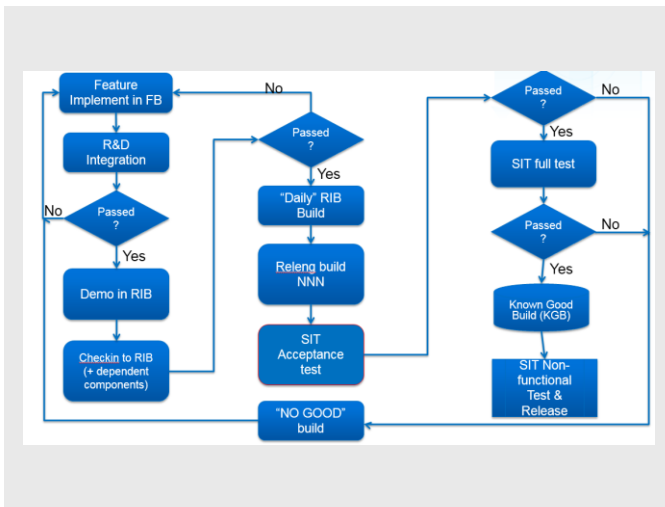 Feature
Implement in FB
R&D
Integration
Passed
?
No
Yes
Demo in RIB
Checkin to RIB
(+ dependent
components)
No
Passed
?
Yes
"Daily" RIB
Build
Releng build
NNN
SIT
Acceptance
test
"NO GOOD"
build
Passed
?
No
Yes
SIT full test
Passed
?
No
Yes
Known Good
Build (KGB)
SIT Non-
functional
Test &
Release